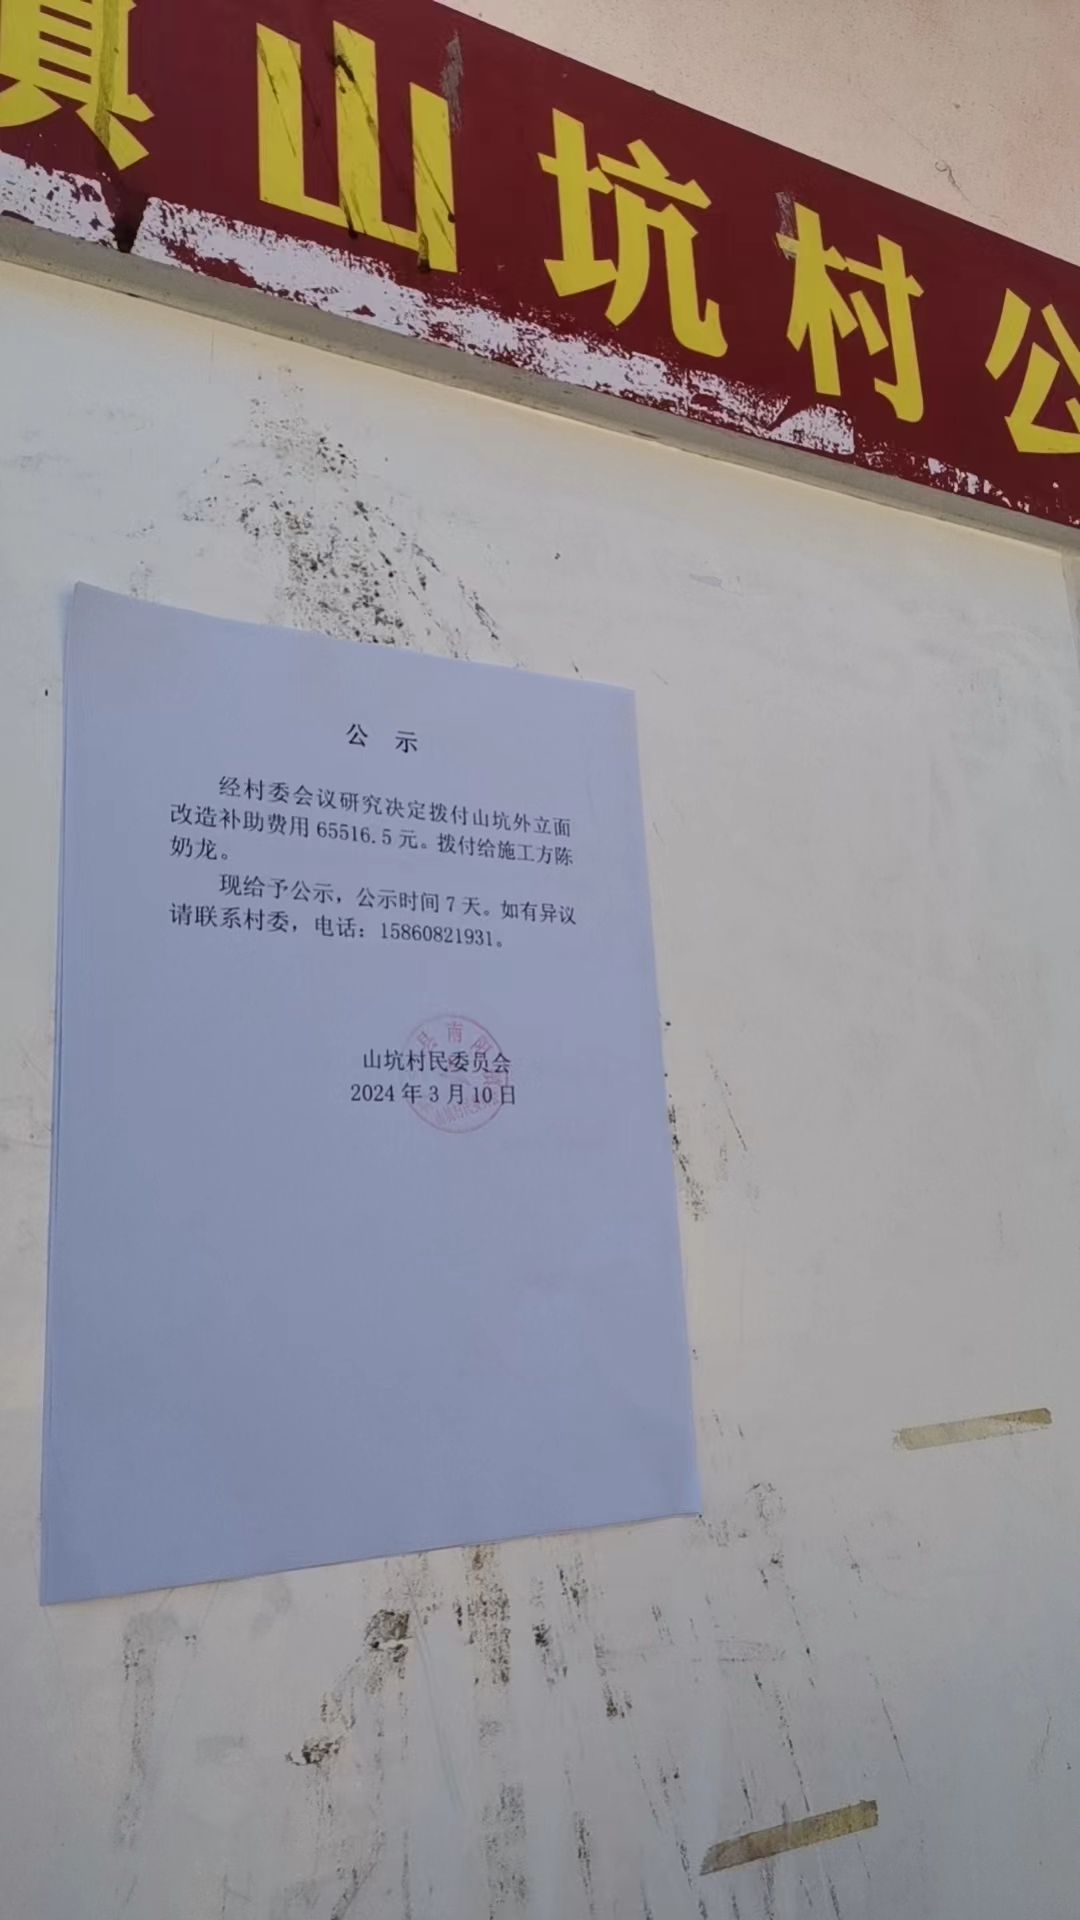 镇山坑村公
公 示
经村委会议研究决定拨付山坑外立面
改造补助费用 65516.5 元。拨付给施工方陈
奶龙。
现给予公示，公示时间 7 天。如有异议
请联系村委，电话：15860821931。
县南阳
山坑村民委员会
2024 年 3 月 10 日